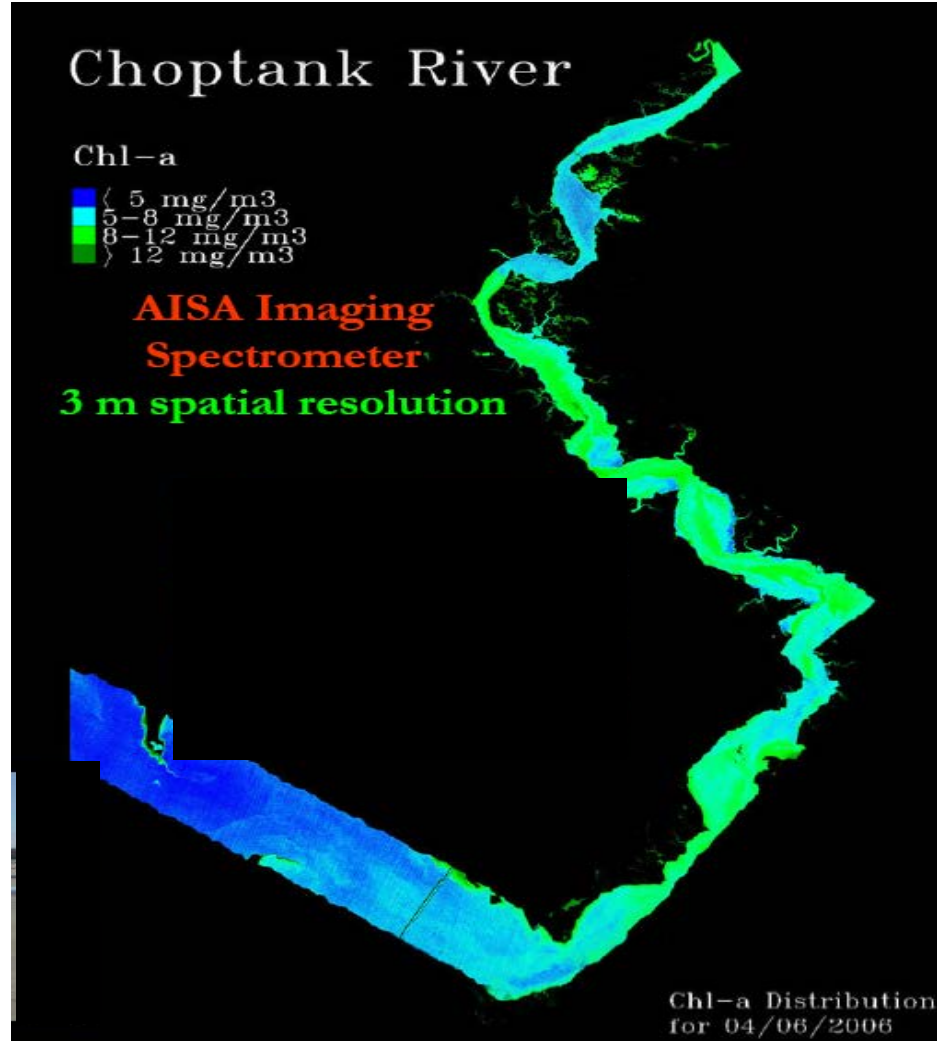 Choptank River
Chl-a
< 5 mg/m3
5-8 mg/m3
8-12 mg/m3
> 12 mg/m3
AISA Imaging
Spectrometer
3 m spatial resolution
Chl-a Distribution
for 04/06/2006